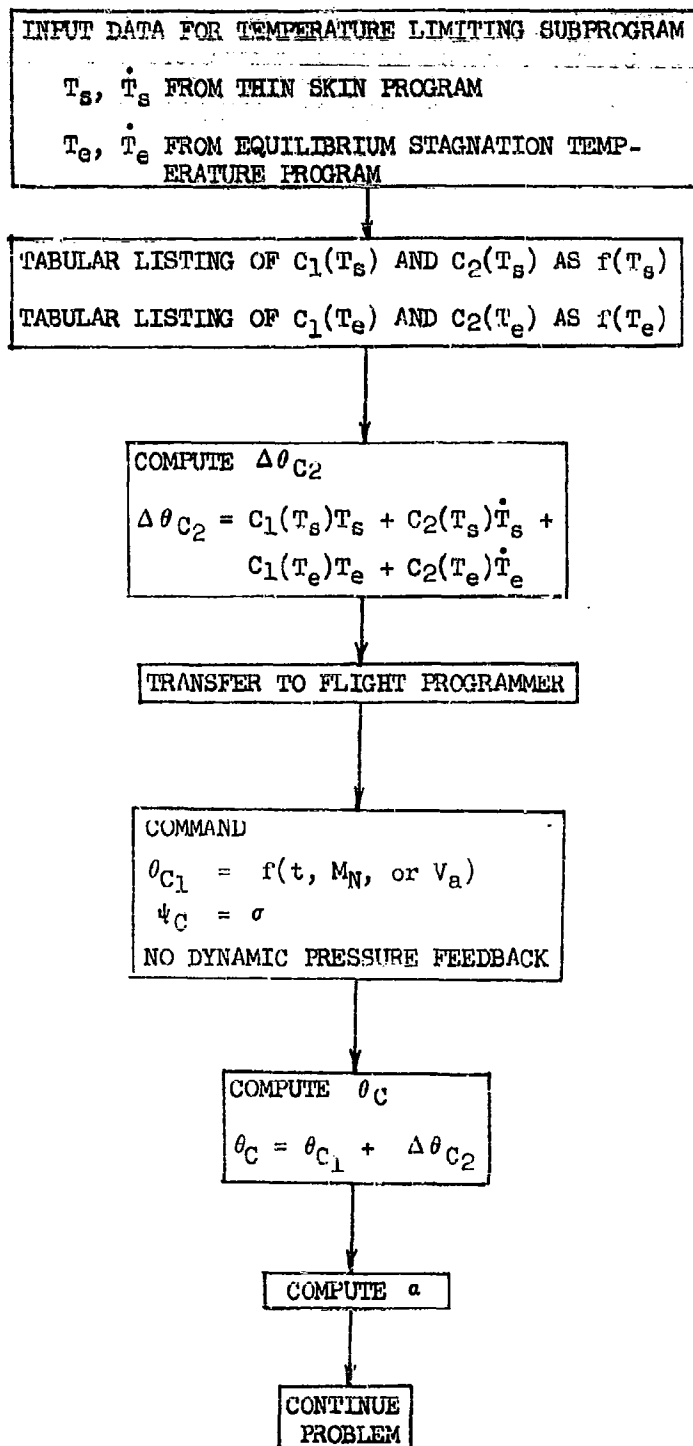 INPUT DATA FOR TEMPERATURE LIMITING SUBPROGRAM
Tₛ, Ṫₛ FROM THIN SKIN PROGRAM
Tₑ, Ṫₑ FROM EQUILIBRIUM STAGNATION TEMP-
ERATURE PROGRAM
TABULAR LISTING OF C₁(Tₛ) AND C₂(Tₛ) AS f(Tₛ)
TABULAR LISTING OF C₁(Tₑ) AND C₂(Tₑ) AS f(Tₑ)
COMPUTE Δθ_C₂
Δθ_C₂ = C₁(Tₛ)Tₛ + C₂(Tₛ)Ṫₛ +
C₁(Tₑ)Tₑ + C₂(Tₑ)Ṫₑ
TRANSFER TO FLIGHT PROGRAMMER
COMMAND
θ_C₁ = f(t, M_N, or Vₐ)
ψ_C = σ
NO DYNAMIC PRESSURE FEEDBACK
COMPUTE θ_C
θ_C = θ_C₁ + Δθ_C₂
COMPUTE α
CONTINUE
PROBLEM